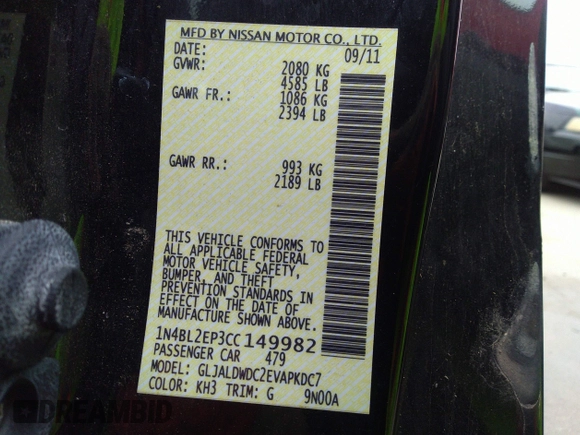 MFD BY NISSAN MOTOR CO., LTD.
DATE: 09/11
GVWR: 2080 KG
4585 LB
GAWR FR.: 1086 KG
2394 LB
GAWR RR.: 993 KG
2189 LB
THIS VEHICLE CONFORMS TO
ALL APPLICABLE FEDERAL
MOTOR VEHICLE SAFETY,
BUMPER, AND THEFT
PREVENTION STANDARDS IN
EFFECT ON THE DATE OF
MANUFACTURE SHOWN ABOVE.
1N4BL2EP3CC149982
PASSENGER CAR 479
MODEL: GLJALDWDC2EVAPKDC7
COLOR: KH3 TRIM: G 9N00A
DREAMBID